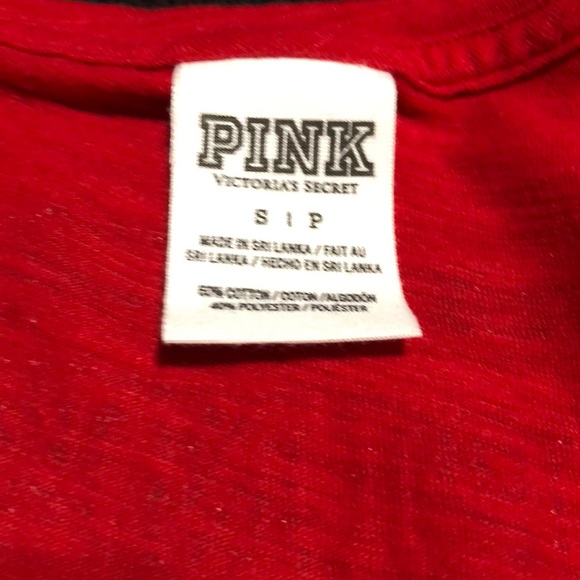 PINK
VICTORIA'S SECRET
S | P
MADE IN SRI LANKA / FAIT AU
SRI LANKA / HECHO EN SRI LANKA
60% COTTON / COTON / ALGODÓN
40% POLYESTER / POLIÉSTER